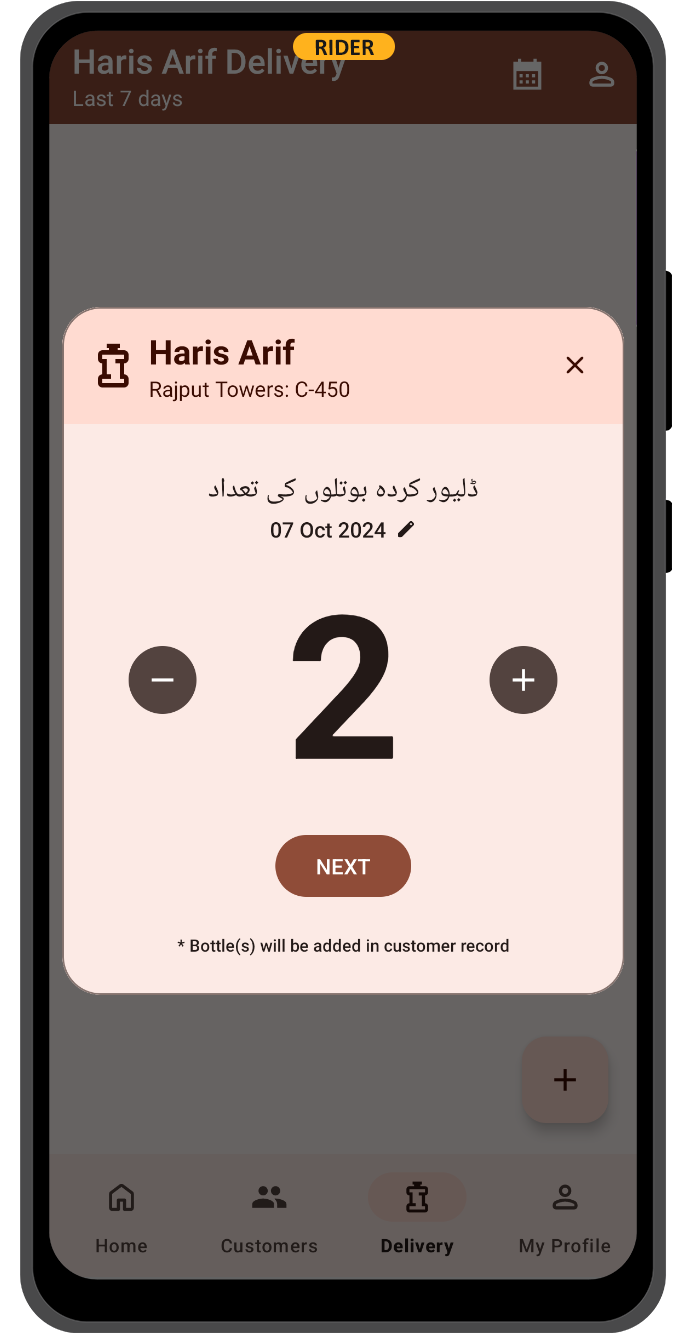 RIDER
Haris Arif Delivery
Last 7 days
Haris Arif
Rajput Towers: C-450
ڈلیور کردہ بوتلوں کی تعداد
07 Oct 2024
2
NEXT
* Bottle(s) will be added in customer record
Home Customers Delivery My Profile